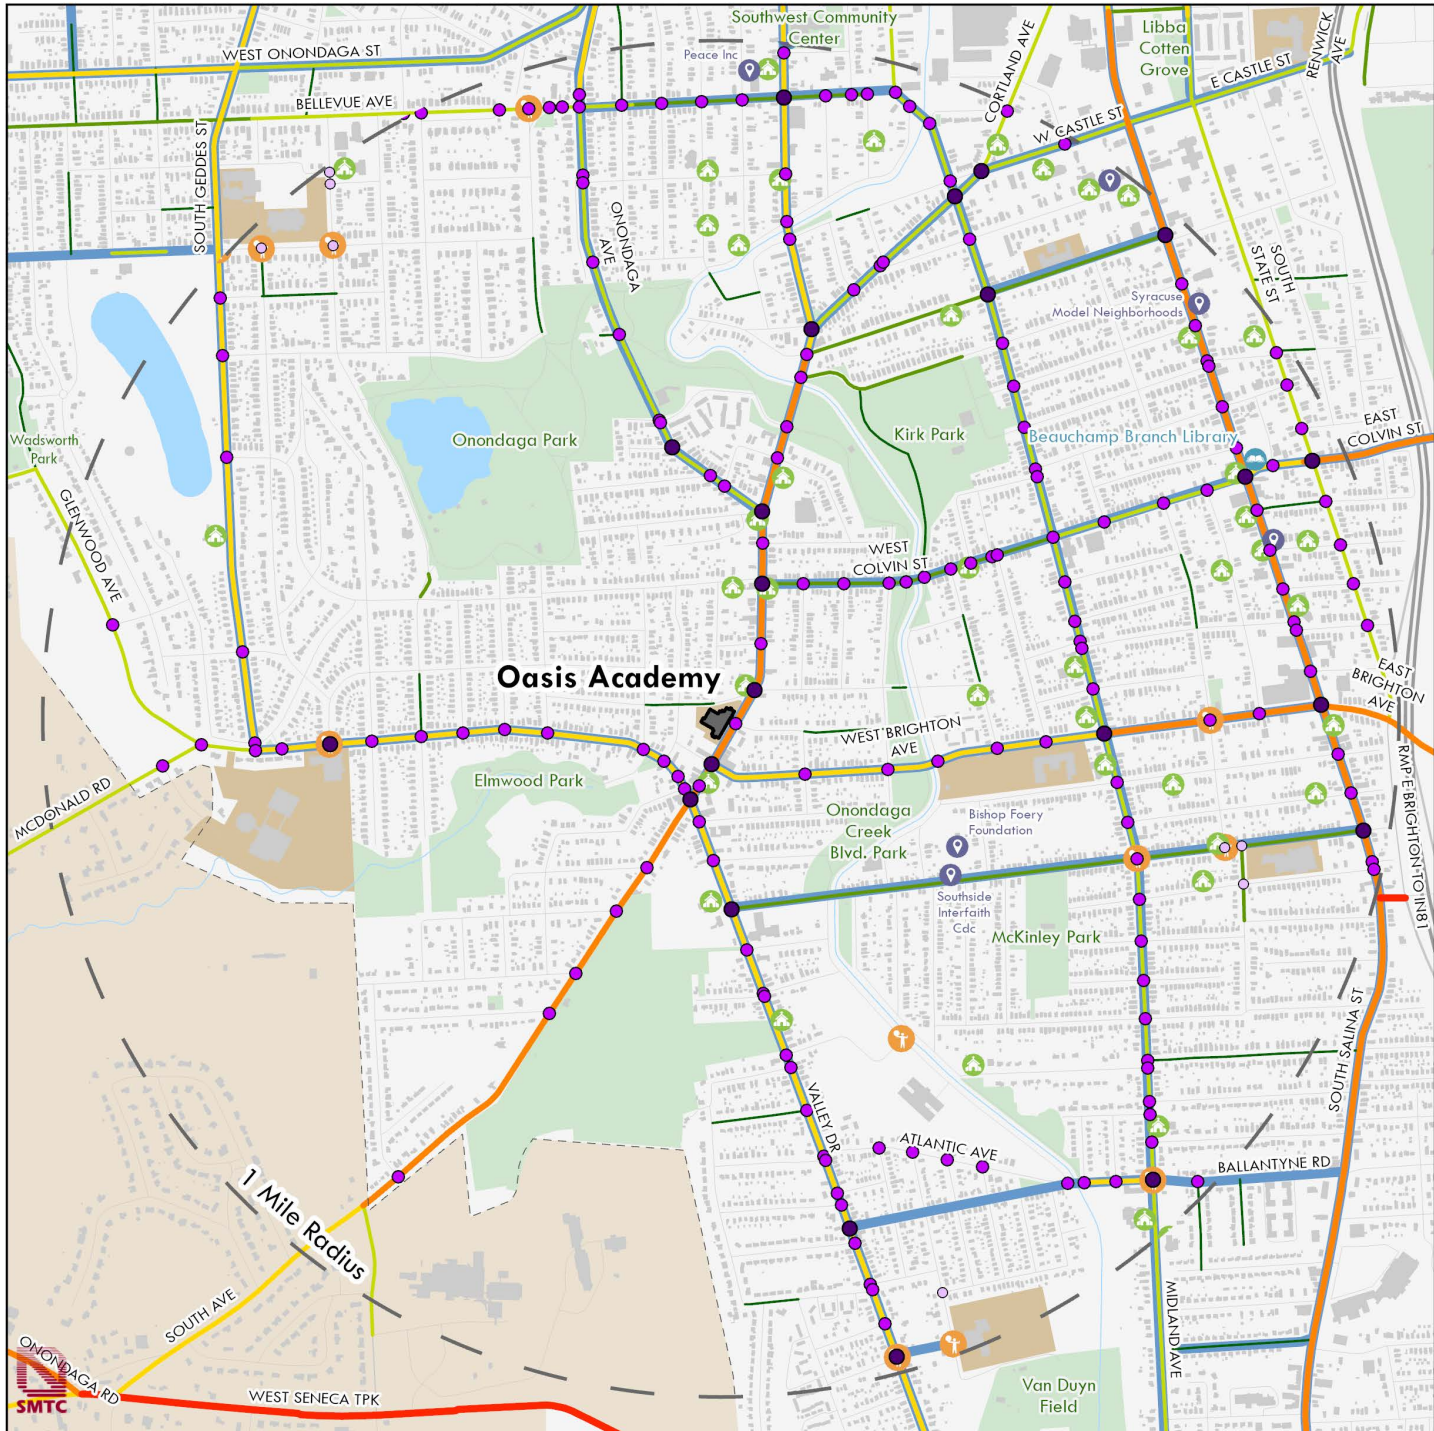 Southwest Community
Center
Peace Inc
Libba
Cotten
Grove
RENWICK
AVE
CORTLAND AVE
WEST ONONDAGA ST
E CASTLE ST
BELLEVUE AVE
W CASTLE ST
SOUTH GEDDES ST
ONONDAGA
AVE
SOUTH
STATE ST
Syracuse
Model Neighborhoods
Wadsworth
Park
Onondaga Park
Kirk Park
Beauchamp Branch Library
EAST
COLVIN ST
GLENWOOD AVE
WEST
COLVIN ST
Oasis Academy
EAST
BRIGHTON
AVE
WEST BRIGHTON
AVE
RMP E BRIGHTON TO IN81
MCDONALD RD
Elmwood Park
Onondaga
Creek
Blvd. Park
Bishop Foery
Foundation
Southside
Interfaith
Cdc
McKinley Park
SOUTH SALINA ST
VALLEY DR
ATLANTIC AVE
BALLANTYNE RD
1 Mile Radius
SOUTH AVE
MIDLAND AVE
ONONDAGA RD
SMTC
WEST SENECA TPK
Van Duyn
Field